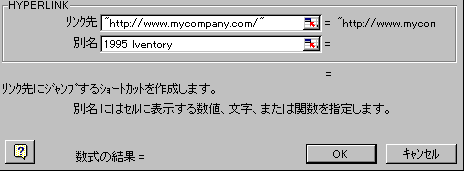 HYPERLINK
リンク先 "http://www.mycompany.com/" = "http://www.mycon
別名 1995 Iventory =
=
リンク先にｼﾞｬﾝﾌﾟするｼｮｰﾄｶｯﾄを作成します。
別名 にはセルに表示する数値、文字、または関数を指定します。
数式の結果 =
OK
ｷｬﾝｾﾙ